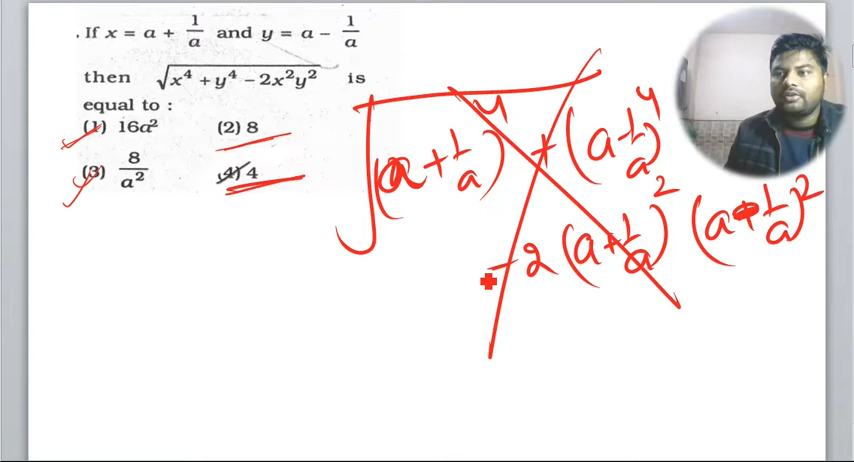 . If x = a + 1/a and y = a − 1/a
then √(x⁴ + y⁴ − 2x²y²) is
equal to :
(1) 16a² (2) 8
(3) 8/a² (4) 4
√((a + 1/a)⁴ + (a − 1/a)⁴
− 2 (a + 1/a)² (a − 1/a)²